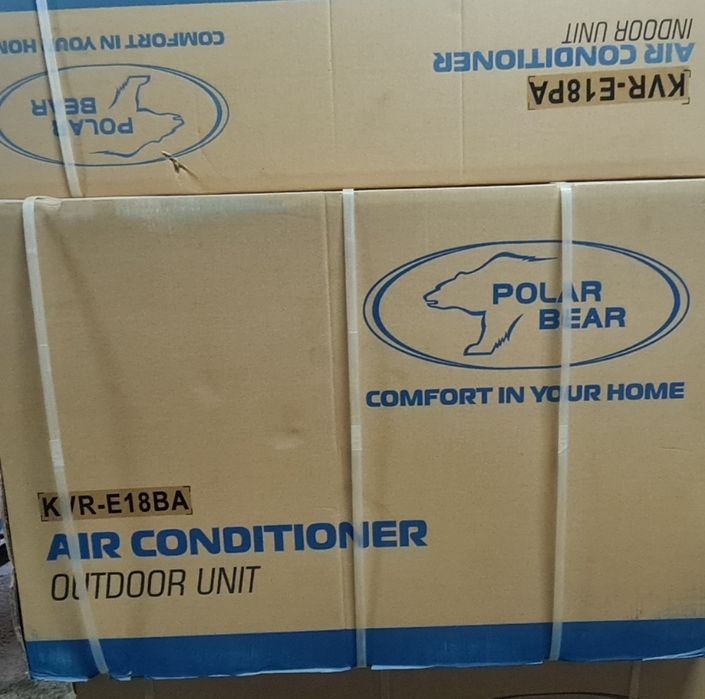 COMFORT IN YOUR HOM
POLAR
BEAR
INDOOR UNIT
AIR CONDITIONER
KVR-E18PA
POLAR
BEAR
COMFORT IN YOUR HOME
KVR-E18BA
AIR CONDITIONER
OUTDOOR UNIT